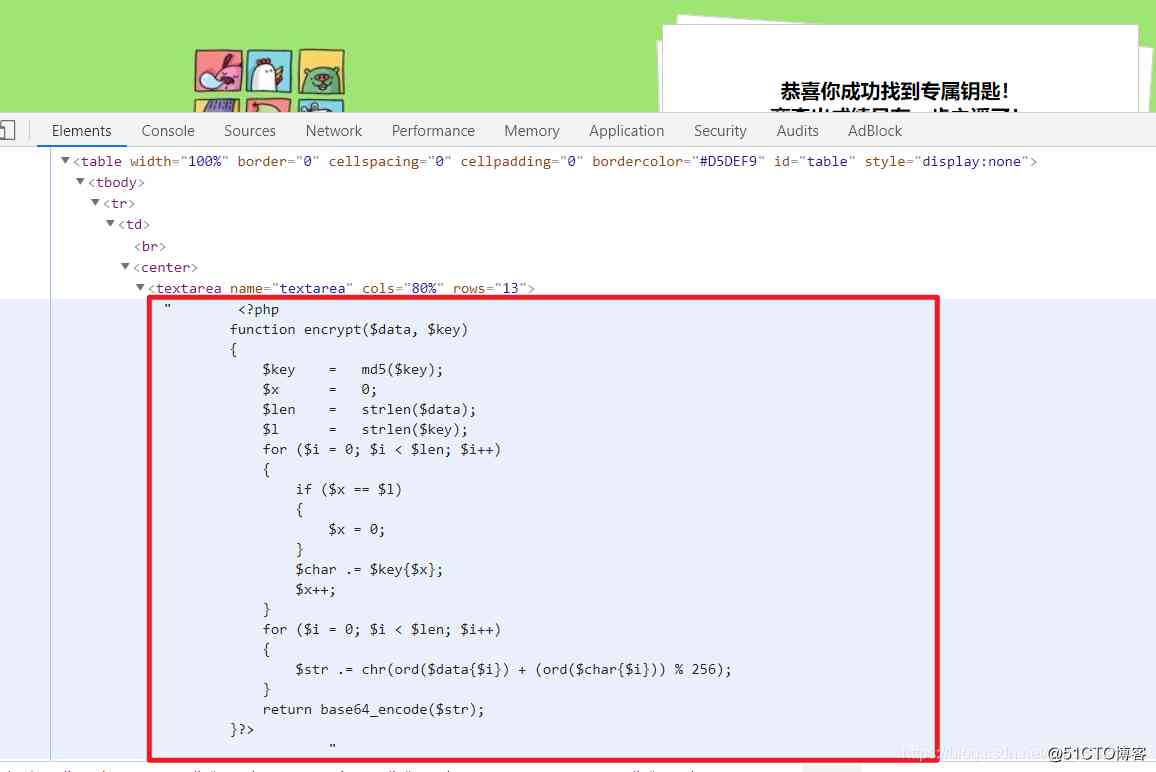 恭喜你成功找到专属钥匙！
Elements Console Sources Network Performance Memory Application Security Audits AdBlock
▼<table width="100%" border="0" cellspacing="0" cellpadding="0" bordercolor="#D5DEF9" id="table" style="display:none">
▼<tbody>
▼<tr>
▼<td>
<br>
▼<center>
▼<textarea name="textarea" cols="80%" rows="13">
" <?php
function encrypt($data, $key)
{
$key = md5($key);
$x = 0;
$len = strlen($data);
$l = strlen($key);
for ($i = 0; $i < $len; $i++)
{
if ($x == $l)
{
$x = 0;
}
$char .= $key{$x};
$x++;
}
for ($i = 0; $i < $len; $i++)
{
$str .= chr(ord($data{$i}) + (ord($char{$i})) % 256);
}
return base64_encode($str);
}?>
"
https://blog.csdn.net
@51CTO博客